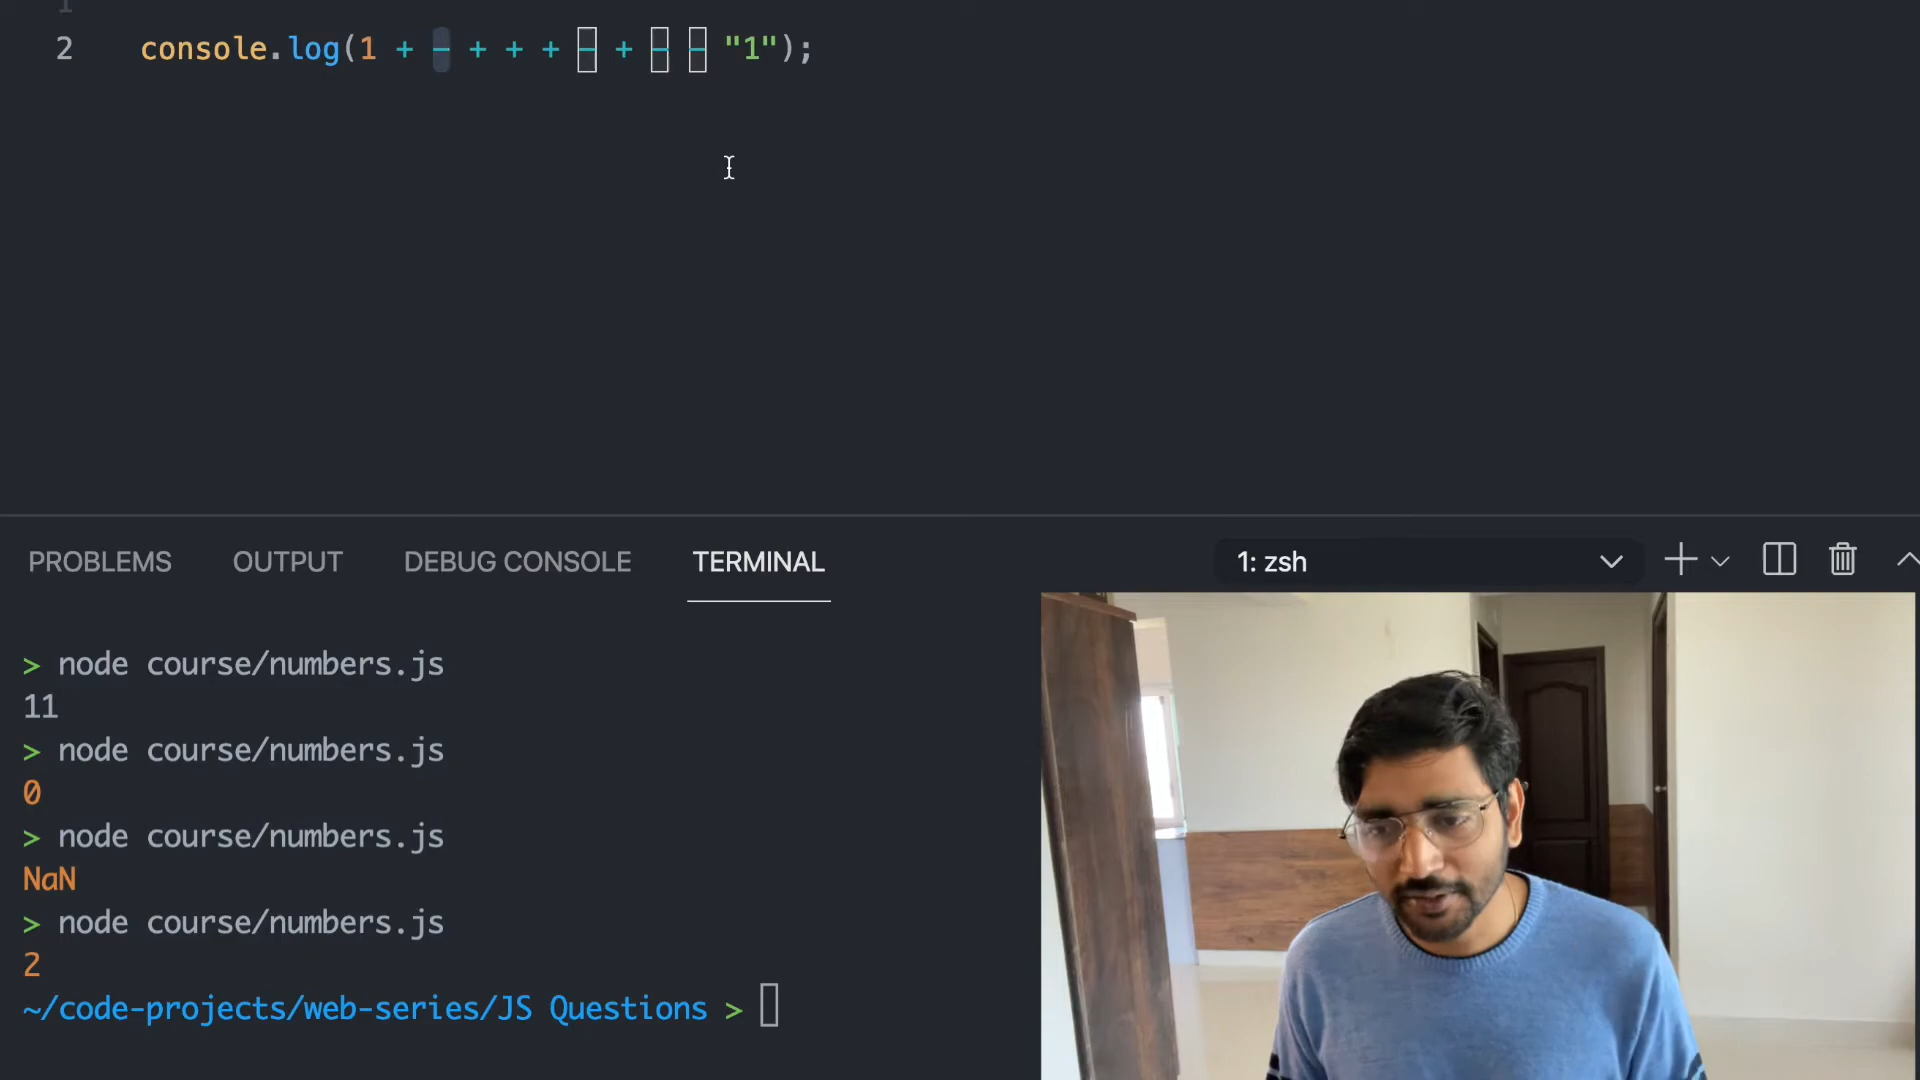 1
2 console.log(1 + - + + + - + - - "1");
PROBLEMS OUTPUT DEBUG CONSOLE TERMINAL 1: zsh
> node course/numbers.js
11
> node course/numbers.js
0
> node course/numbers.js
NaN
> node course/numbers.js
2
~/code-projects/web-series/JS Questions >